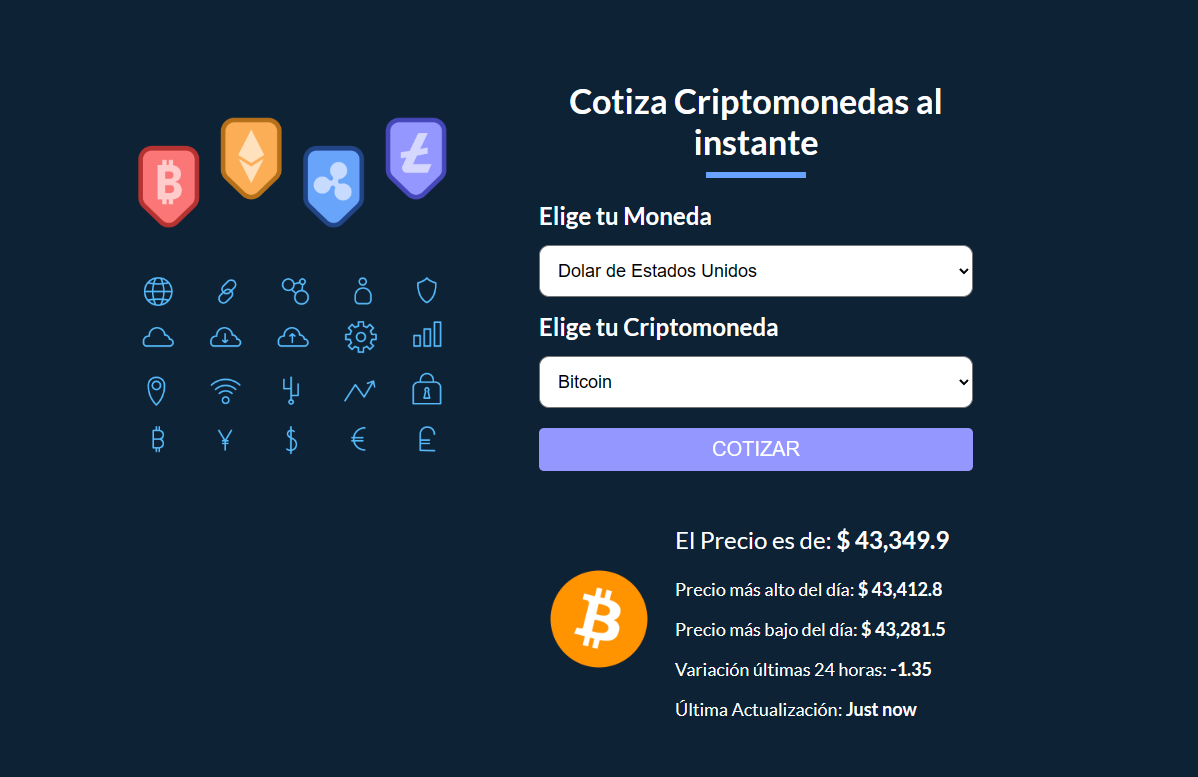 Cotiza Criptomonedas al
instante
Elige tu Moneda
Dolar de Estados Unidos
Elige tu Criptomoneda
Bitcoin
COTIZAR
El Precio es de: $ 43,349.9
Precio más alto del día: $ 43,412.8
Precio más bajo del día: $ 43,281.5
Variación últimas 24 horas: -1.35
Última Actualización: Just now